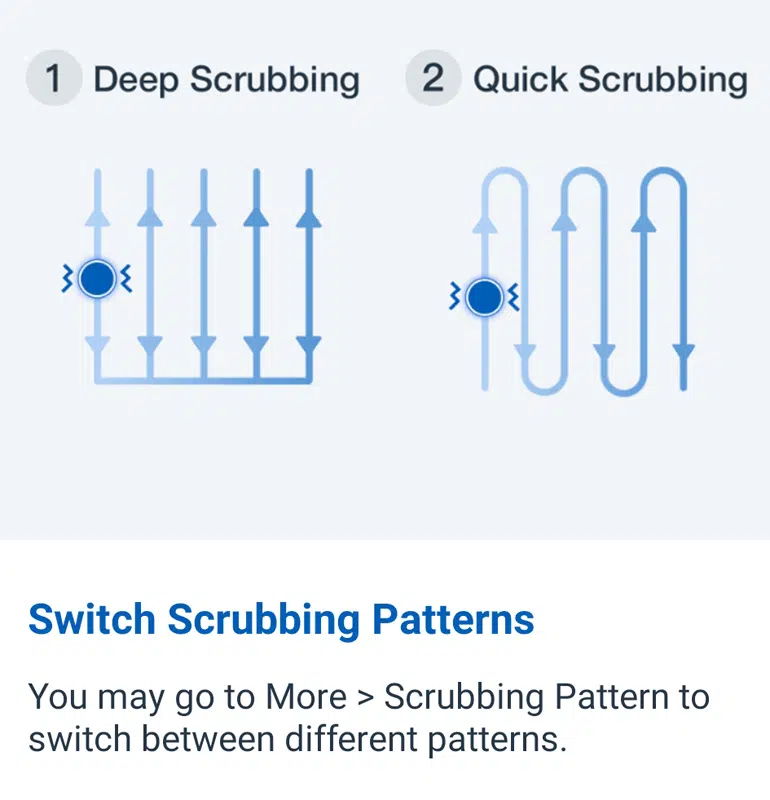 1 Deep Scrubbing
2 Quick Scrubbing
Switch Scrubbing Patterns
You may go to More > Scrubbing Pattern to
switch between different patterns.